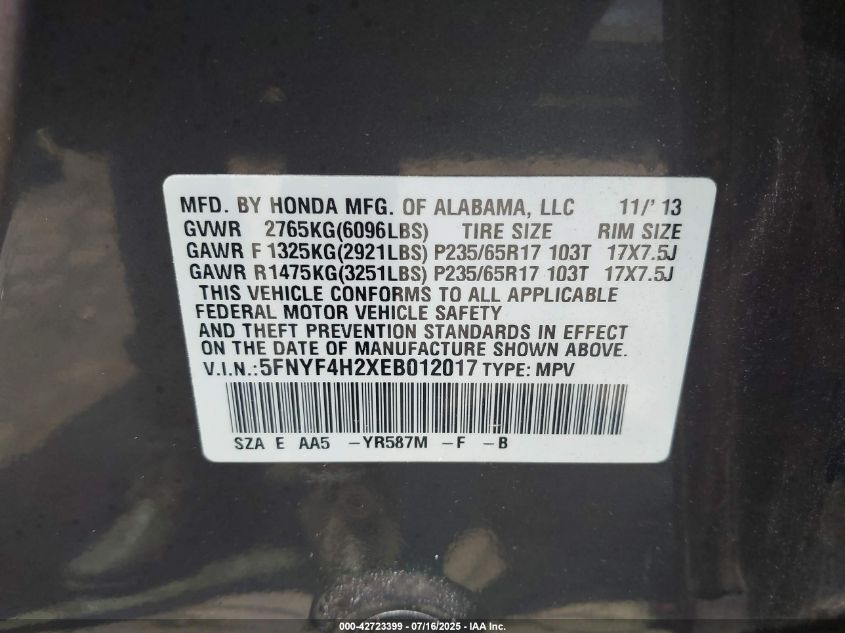 MFD. BY HONDA MFG. OF ALABAMA, LLC 11/' 13
GVWR 2765KG(6096LBS) TIRE SIZE RIM SIZE
GAWR F 1325KG(2921LBS) P235/65R17 103T 17X7.5J
GAWR R1475KG(3251LBS) P235/65R17 103T 17X7.5J
THIS VEHICLE CONFORMS TO ALL APPLICABLE
FEDERAL MOTOR VEHICLE SAFETY
AND THEFT PREVENTION STANDARDS IN EFFECT
ON THE DATE OF MANUFACTURE SHOWN ABOVE.
V.I.N.:5FNYF4H2XEB012017 TYPE: MPV
SZA E AA5 -YR587M -F -B
000-42723399 - 07/16/2025 - IAA Inc.